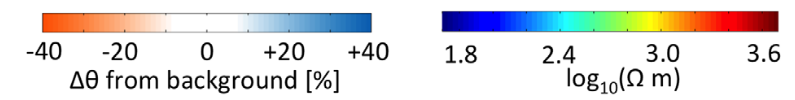 -40 -20 0 +20 +40
Δθ from background [%]
1.8 2.4 3.0 3.6
log₁₀(Ω m)